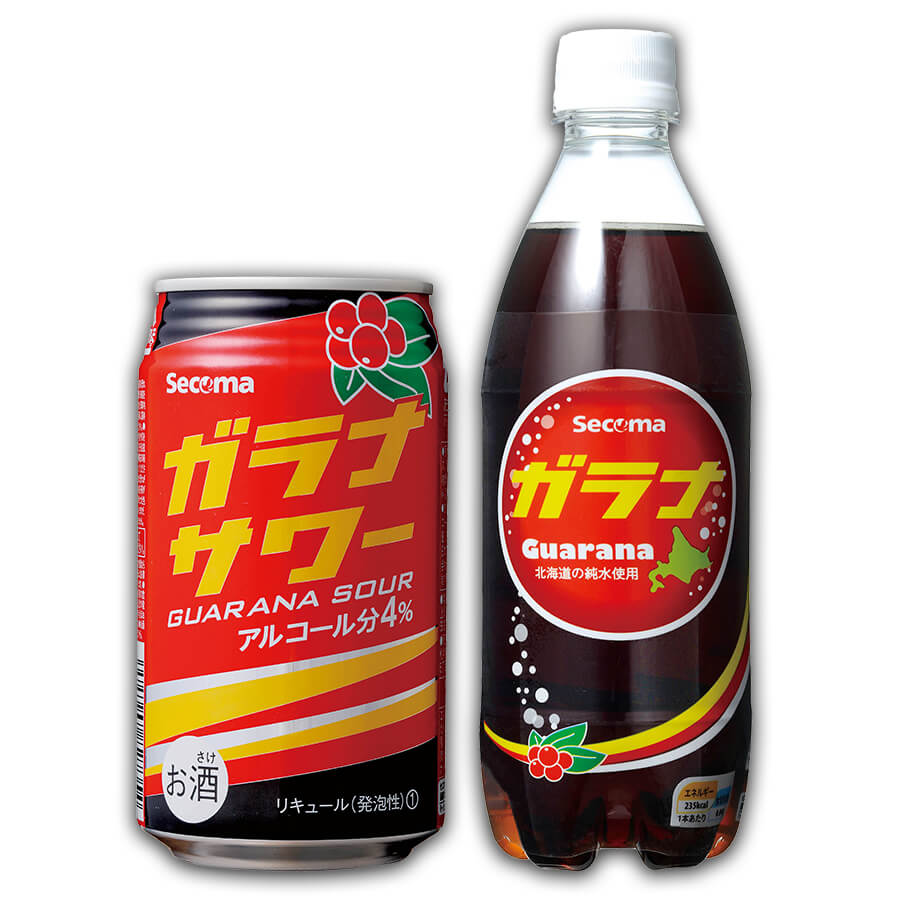 Secoma
ガラナ
サワー
GUARANA SOUR
アルコール分4%
さけ
お酒
リキュール(発泡性)①
Secoma
ガラナ
Guarana
北海道の純水使用
エネルギー
235kcal
1本あたり